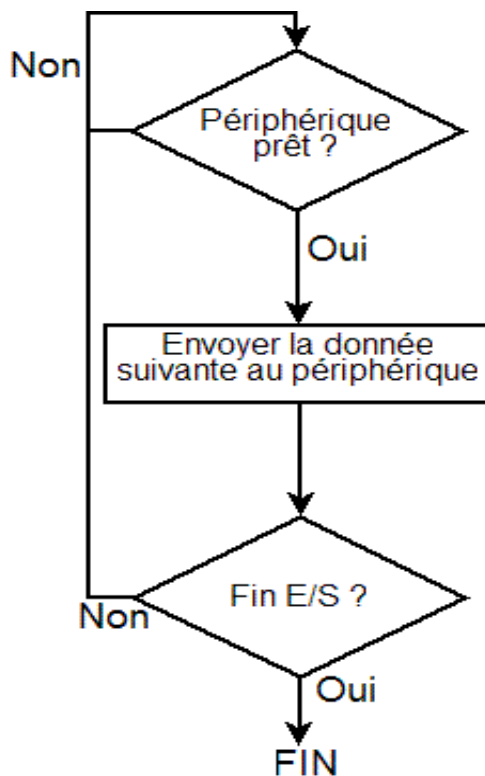 Non
Périphérique
prêt ?
Oui
Envoyer la donnée
suivante au périphérique
Fin E/S ?
Non
Oui
FIN